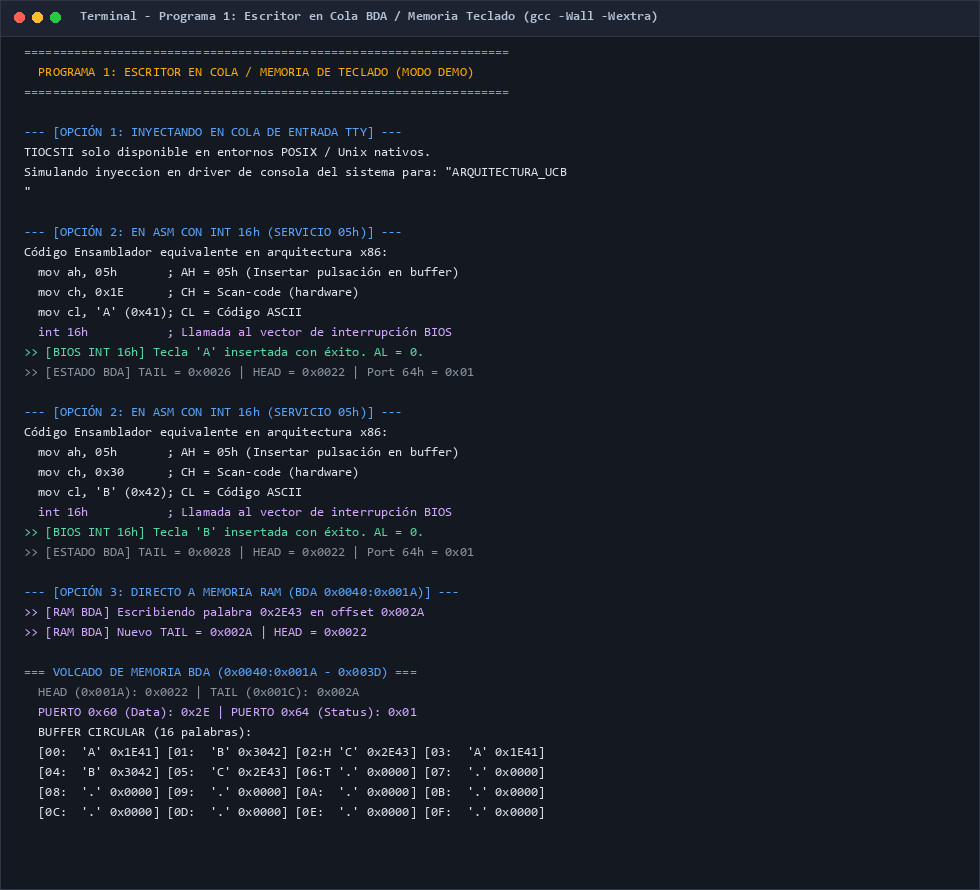 Terminal - Programa 1: Escritor en Cola BDA / Memoria Teclado (gcc -Wall -Wextra)
====================================================================
PROGRAMA 1: ESCRITOR EN COLA / MEMORIA DE TECLADO (MODO DEMO)
====================================================================
--- [OPCIÓN 1: INYECTANDO EN COLA DE ENTRADA TTY] ---
TIOCSTI solo disponible en entornos POSIX / Unix nativos.
Simulando inyeccion en driver de consola del sistema para: "ARQUITECTURA_UCB
"
--- [OPCIÓN 2: EN ASM CON INT 16h (SERVICIO 05h)] ---
Código Ensamblador equivalente en arquitectura x86:
mov ah, 05h       ; AH = 05h (Insertar pulsación en buffer)
mov ch, 0x1E      ; CH = Scan-code (hardware)
mov cl, 'A' (0x41); CL = Código ASCII
int 16h           ; Llamada al vector de interrupción BIOS
>> [BIOS INT 16h] Tecla 'A' insertada con éxito. AL = 0.
>> [ESTADO BDA] TAIL = 0x0026 | HEAD = 0x0022 | Port 64h = 0x01
--- [OPCIÓN 2: EN ASM CON INT 16h (SERVICIO 05h)] ---
Código Ensamblador equivalente en arquitectura x86:
mov ah, 05h       ; AH = 05h (Insertar pulsación en buffer)
mov ch, 0x30      ; CH = Scan-code (hardware)
mov cl, 'B' (0x42); CL = Código ASCII
int 16h           ; Llamada al vector de interrupción BIOS
>> [BIOS INT 16h] Tecla 'B' insertada con éxito. AL = 0.
>> [ESTADO BDA] TAIL = 0x0028 | HEAD = 0x0022 | Port 64h = 0x01
--- [OPCIÓN 3: DIRECTO A MEMORIA RAM (BDA 0x0040:0x001A)] ---
>> [RAM BDA] Escribiendo palabra 0x2E43 en offset 0x002A
>> [RAM BDA] Nuevo TAIL = 0x002A | HEAD = 0x0022
=== VOLCADO DE MEMORIA BDA (0x0040:0x001A - 0x003D) ===
HEAD (0x001A): 0x0022 | TAIL (0x001C): 0x002A
PUERTO 0x60 (Data): 0x2E | PUERTO 0x64 (Status): 0x01
BUFFER CIRCULAR (16 palabras):
[00:  'A' 0x1E41] [01:  'B' 0x3042] [02:H 'C' 0x2E43] [03:  'A' 0x1E41]
[04:  'B' 0x3042] [05:  'C' 0x2E43] [06:T '.' 0x0000] [07:  '.' 0x0000]
[08:  '.' 0x0000] [09:  '.' 0x0000] [0A:  '.' 0x0000] [0B:  '.' 0x0000]
[0C:  '.' 0x0000] [0D:  '.' 0x0000] [0E:  '.' 0x0000] [0F:  '.' 0x0000]